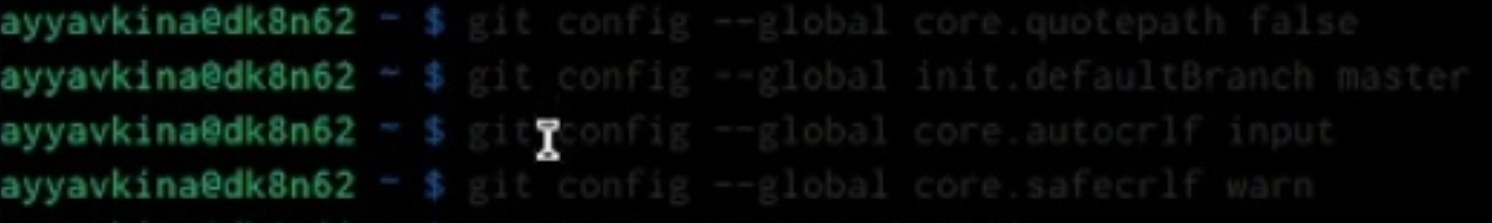 ayyavkina@dk8n62 ~ $ git config --global core.quotepath false
ayyavkina@dk8n62 ~ $ git config --global init.defaultBranch master
ayyavkina@dk8n62 ~ $ git config --global core.autocrlf input
ayyavkina@dk8n62 ~ $ git config --global core.safecrlf warn